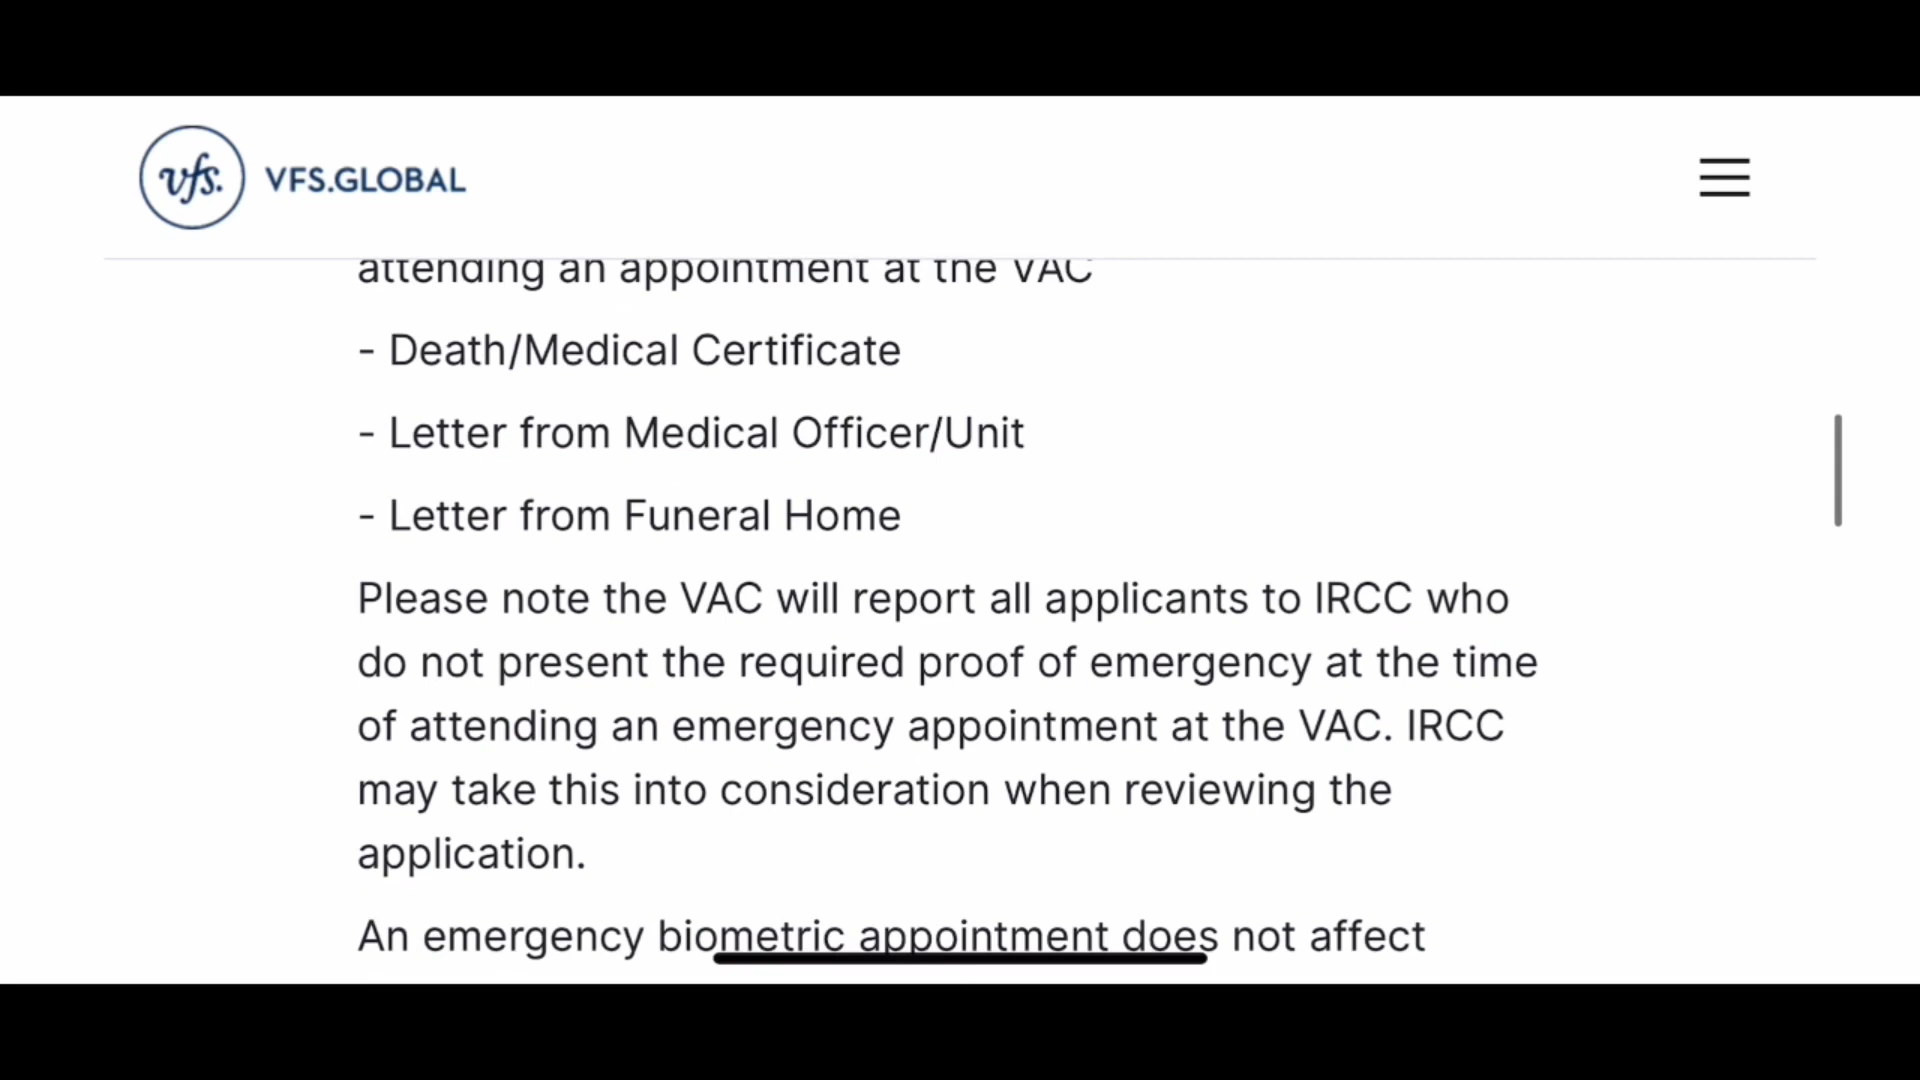 vfs. VFS.GLOBAL
attending an appointment at the VAC
- Death/Medical Certificate
- Letter from Medical Officer/Unit
- Letter from Funeral Home
Please note the VAC will report all applicants to IRCC who
do not present the required proof of emergency at the time
of attending an emergency appointment at the VAC. IRCC
may take this into consideration when reviewing the
application.
An emergency biometric appointment does not affect